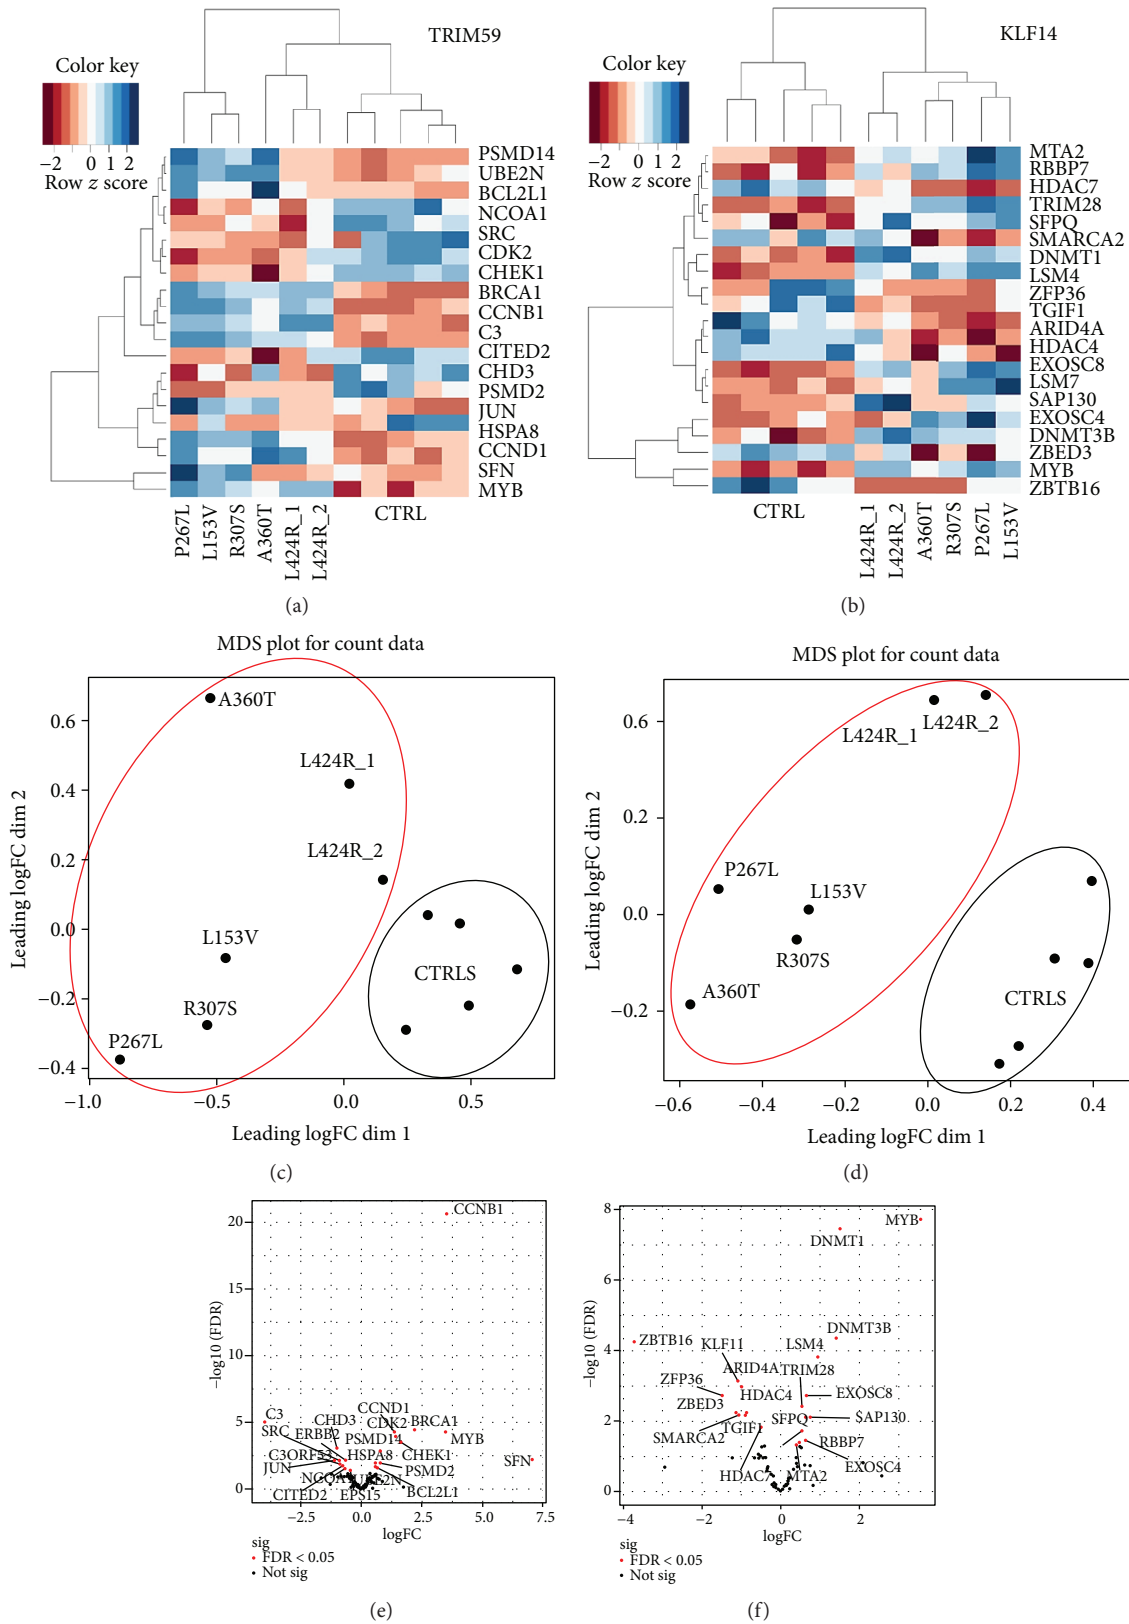 TRIM59
Color key
−2 0 1 2
Row z score
PSMD14
UBE2N
BCL2L1
NCOA1
SRC
CDK2
CHEK1
BRCA1
CCNB1
C3
CITED2
CHD3
PSMD2
JUN
HSPA8
CCND1
SFN
MYB
P267L
L153V
R307S
A360T
L424R_1
L424R_2
CTRL
(a)
KLF14
Color key
−2 0 1 2
Row z score
MTA2
RBBP7
HDAC7
TRIM28
SFPQ
SMARCA2
DNMT1
LSM4
ZFP36
TGIF1
ARID4A
HDAC4
EXOSC8
LSM7
SAP130
EXOSC4
DNMT3B
ZBED3
MYB
ZBTB16
CTRL
L424R_1
L424R_2
A360T
R307S
P267L
L153V
(b)
MDS plot for count data
Leading logFC dim 2
0.6
0.4
0.2
0.0
−0.2
−0.4
A360T
L424R_1
L424R_2
L153V
R307S
P267L
CTRLS
−1.0 −0.5 0.0 0.5
Leading logFC dim 1
(c)
MDS plot for count data
Leading logFC dim 2
0.6
0.2
0.0
−0.2
L424R_1
L424R_2
P267L
L153V
R307S
A360T
CTRLS
−0.6 −0.4 −0.2 0.0 0.2 0.4
Leading logFC dim 1
(d)
−log10 (FDR)
20
15
10
5
0
CCNB1
C3
SRC
CHD3
ERBB2
CCND1
CDK2
BRCA1
MYB
PSMD14
C3ORF53
HSPA8
CHEK1
SFN
JUN
NCOA1
UBE2N
PSMD2
CITED2
EPS15
BCL2L1
−2.5 0.0 2.5 5.0 7.5
logFC
sig
FDR < 0.05
Not sig
(e)
−log10 (FDR)
8
6
4
2
0
MYB
DNMT1
DNMT3B
ZBTB16
KLF11
LSM4
ARID4A
TRIM28
ZFP36
HDAC4
EXOSC8
ZBED3
SFPQ
SAP130
SMARCA2
TGIF1
RBBP7
HDAC7
MTA2
EXOSC4
−4 −2 0 2
logFC
sig
FDR < 0.05
Not sig
(f)